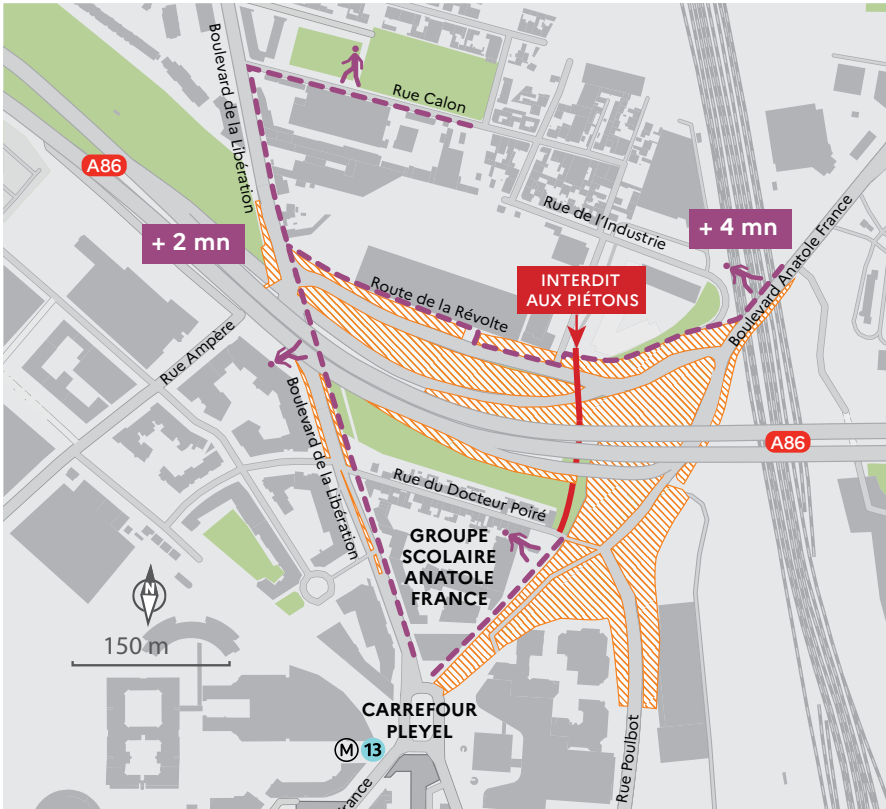 Boulevard de la Libération
Rue Calon
A86
+ 2 mn
Rue de l'Industrie
+ 4 mn
Boulevard Anatole France
INTERDIT
AUX PIÉTONS
Route de la Révolte
Rue Ampère
Boulevard de la Libération
A86
Rue du Docteur Poiré
GROUPE
SCOLAIRE
ANATOLE
FRANCE
N
150 m
CARREFOUR
PLEYEL
M 13
Rue Poulbot
France